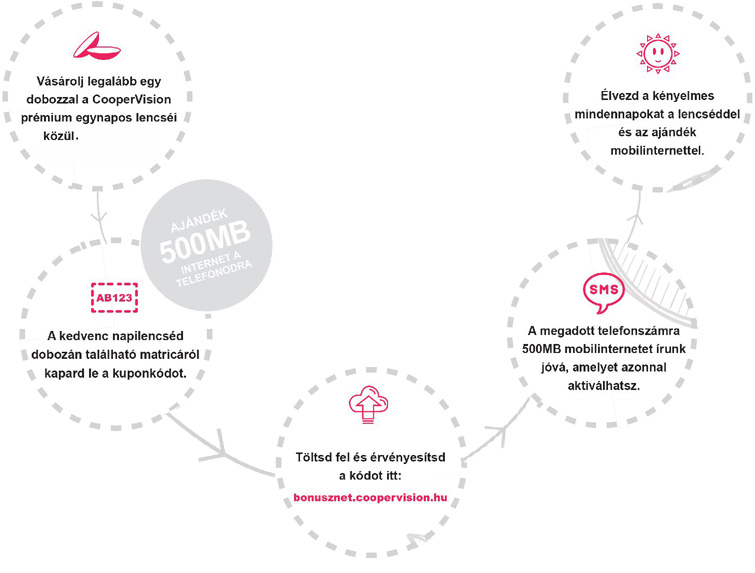 Vásárolj legalább egy
dobozzal a CooperVision
prémium egynapos lencséi
közül.
AJÁNDÉK
500MB
INTERNET A
TELEFONODRA
AB123
A kedvenc napilencséd
dobozán található matricáról
kapard le a kuponkódot.
Töltsd fel és érvényesítsd
a kódot itt:
bonusznet.coopervision.hu
SMS
A megadott telefonszámra
500MB mobilinternetet írunk
jóvá, amelyet azonnal
aktiválhatsz.
Élvezd a kényelmes
mindennapokat a lencséddel
és az ajándék
mobilinternettel.